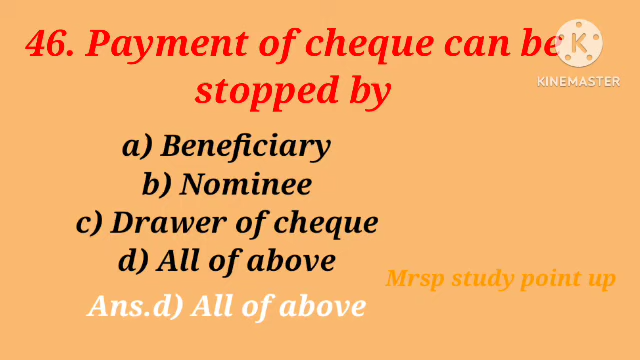 46. Payment of cheque can be
stopped by
KINEMASTER
a) Beneficiary
b) Nominee
c) Drawer of cheque
d) All of above
Mrsp study point up
Ans.d) All of above